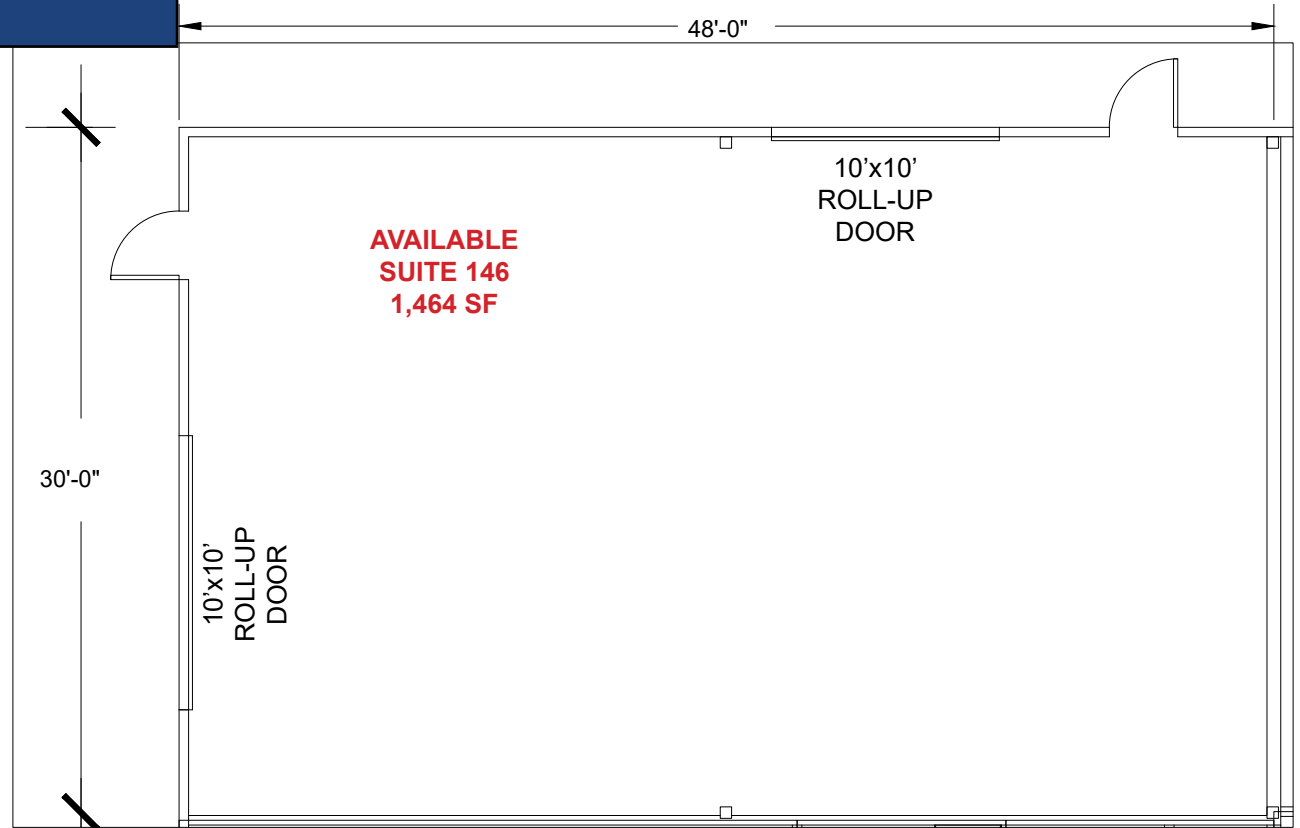 48'-0"
10’x10’
ROLL-UP
DOOR
AVAILABLE
SUITE 146
1,464 SF
30'-0"
10’x10’
ROLL-UP
DOOR